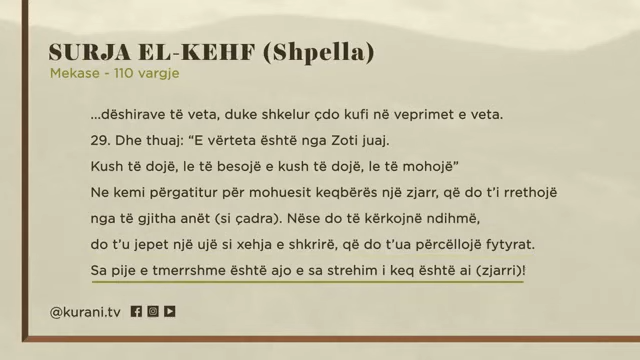 SURJA EL-KEHF (Shpella)
Mekase - 110 vargje
...dëshirave të veta, duke shkelur çdo kufi në veprimet e veta.
29. Dhe thuaj: “E vërteta është nga Zoti juaj.
Kush të dojë, le të besojë e kush të dojë, le të mohojë”
Ne kemi përgatitur për mohuesit keqbërës një zjarr, që do t’i rrethojë
nga të gjitha anët (si çadra). Nëse do të kërkojnë ndihmë,
do t’u jepet një ujë si xehja e shkrirë, që do t’ua përcëllojë fytyrat.
Sa pije e tmerrshme është ajo e sa strehim i keq është ai (zjarri)!
@kurani.tv